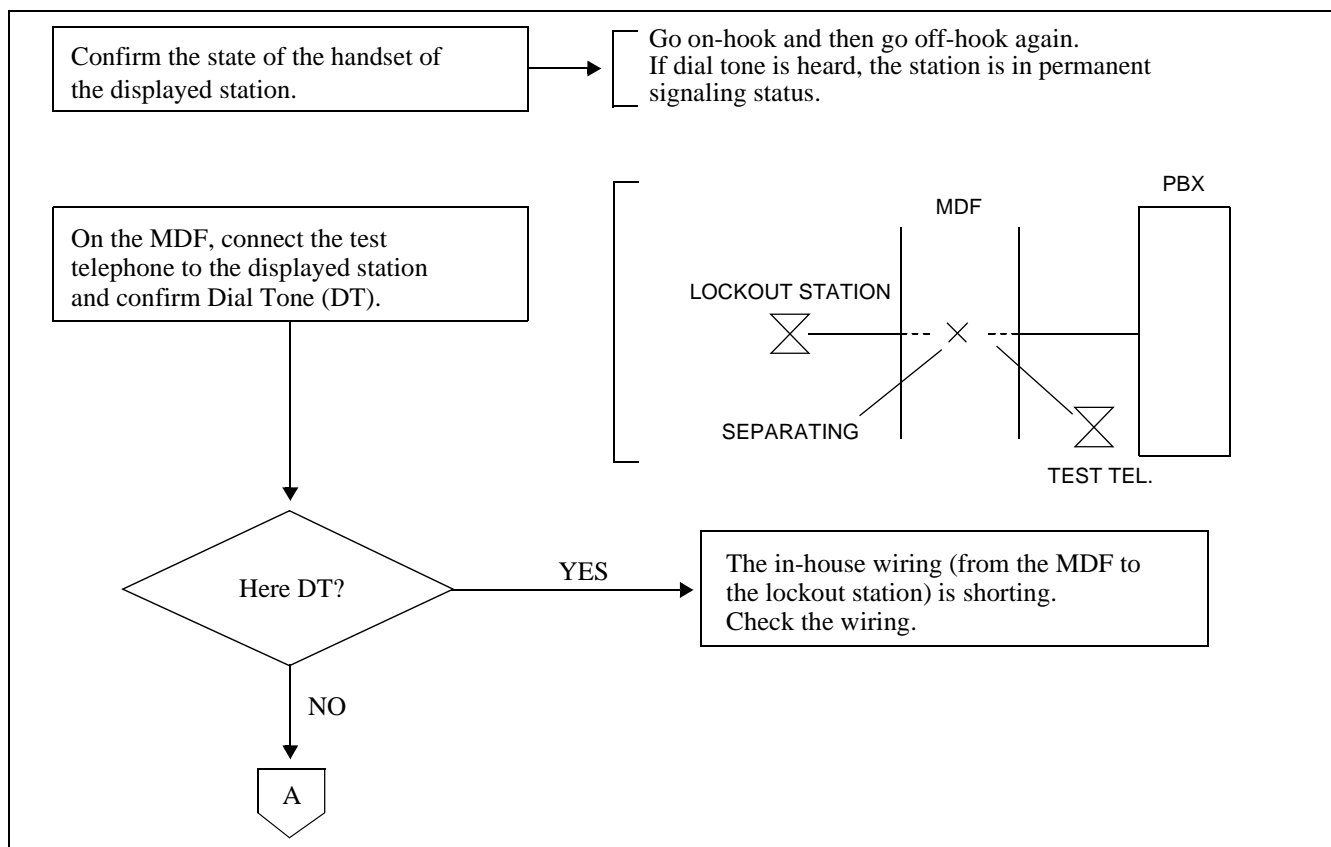 Confirm the state of the handset of
the displayed station.
Go on-hook and then go off-hook again.
If dial tone is heard, the station is in permanent
signaling status.
On the MDF, connect the test
telephone to the displayed station
and confirm Dial Tone (DT).
PBX
MDF
LOCKOUT STATION
SEPARATING
TEST TEL.
Here DT?
YES
The in-house wiring (from the MDF to
the lockout station) is shorting.
Check the wiring.
NO
A